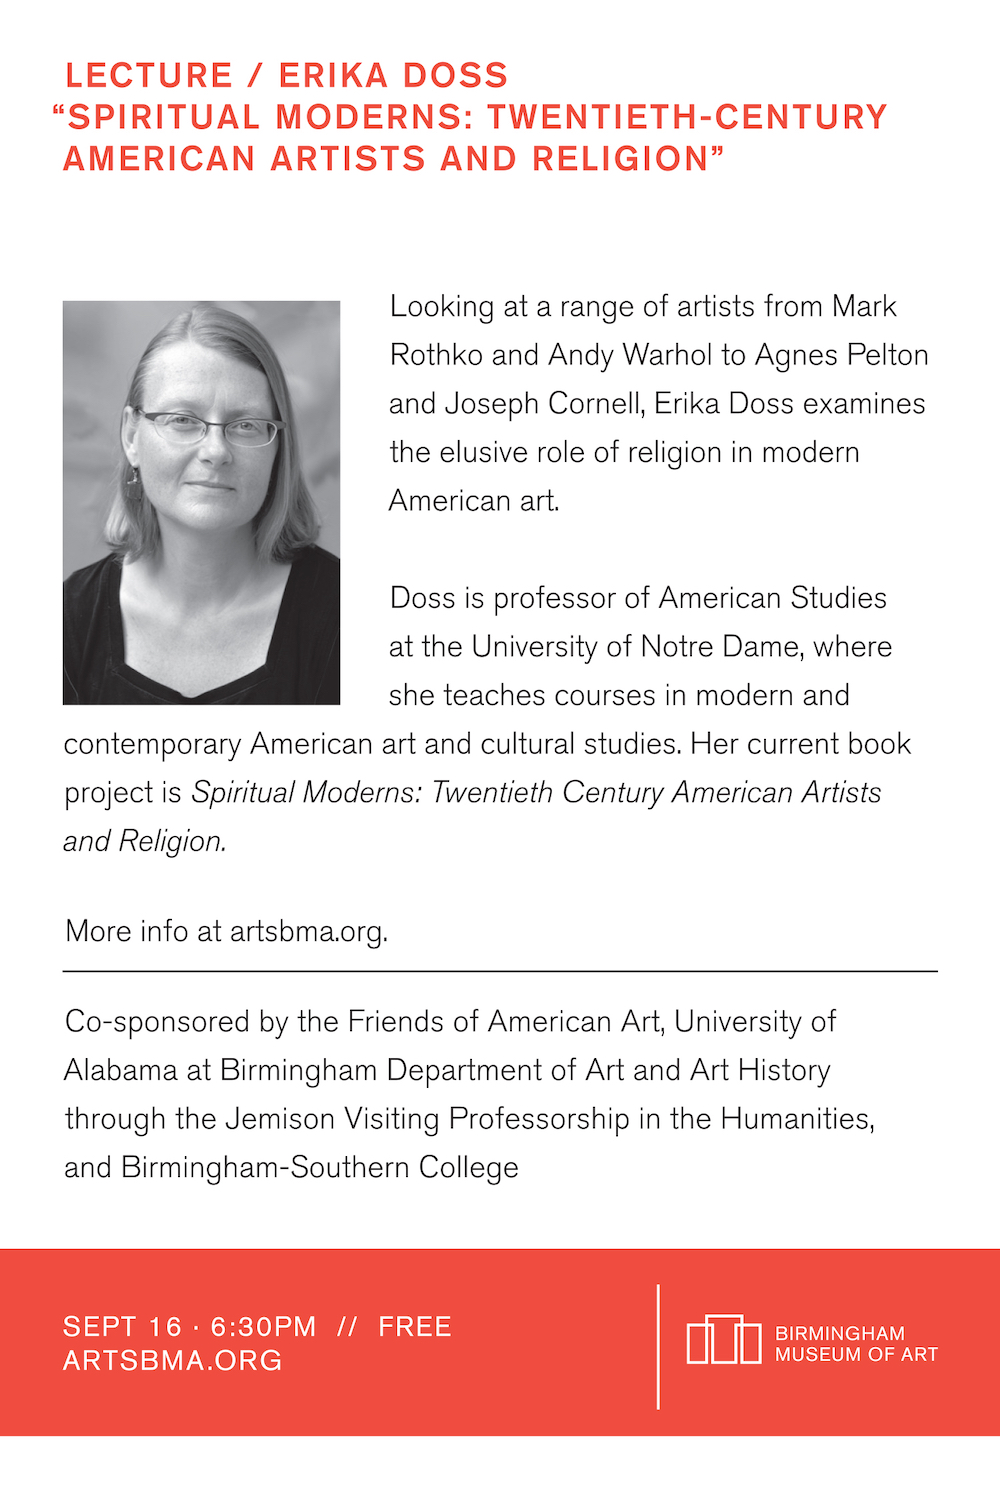 LECTURE / ERIKA DOSS
“SPIRITUAL MODERNS: TWENTIETH-CENTURY
AMERICAN ARTISTS AND RELIGION”
Looking at a range of artists from Mark
Rothko and Andy Warhol to Agnes Pelton
and Joseph Cornell, Erika Doss examines
the elusive role of religion in modern
American art.
Doss is professor of American Studies
at the University of Notre Dame, where
she teaches courses in modern and
contemporary American art and cultural studies. Her current book
project is Spiritual Moderns: Twentieth Century American Artists
and Religion.
More info at artsbma.org.
Co-sponsored by the Friends of American Art, University of
Alabama at Birmingham Department of Art and Art History
through the Jemison Visiting Professorship in the Humanities,
and Birmingham-Southern College
SEPT 16 · 6:30PM // FREE
ARTSBMA.ORG
BIRMINGHAM
MUSEUM OF ART